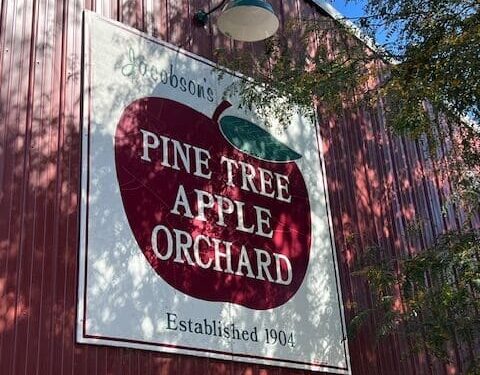 Jacobson's
PINE TREE
APPLE
ORCHARD
Established 1904